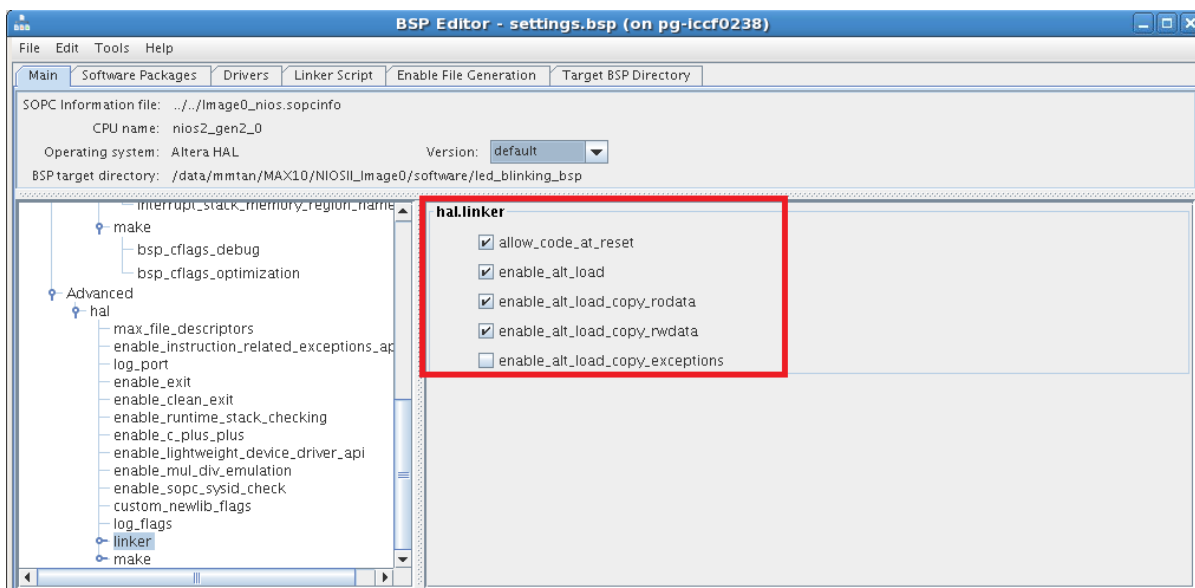 BSP Editor - settings.bsp (on pg-iccf0238)
File Edit Tools Help
Main Software Packages Drivers Linker Script Enable File Generation Target BSP Directory
SOPC Information file: ../../Image0_nios.sopcinfo
CPU name: nios2_gen2_0
Operating system: Altera HAL Version: default
BSP target directory: /data/mmtan/MAX10/NIOSII_Image0/software/led_blinking_bsp
interrupt_stack_memory_region_name
make
bsp_cflags_debug
bsp_cflags_optimization
Advanced
hal
max_file_descriptors
enable_instruction_related_exceptions_ap
log_port
enable_exit
enable_clean_exit
enable_runtime_stack_checking
enable_c_plus_plus
enable_lightweight_device_driver_api
enable_mul_div_emulation
enable_sopc_sysid_check
custom_newlib_flags
log_flags
linker
make
hal.linker
allow_code_at_reset
enable_alt_load
enable_alt_load_copy_rodata
enable_alt_load_copy_rwdata
enable_alt_load_copy_exceptions